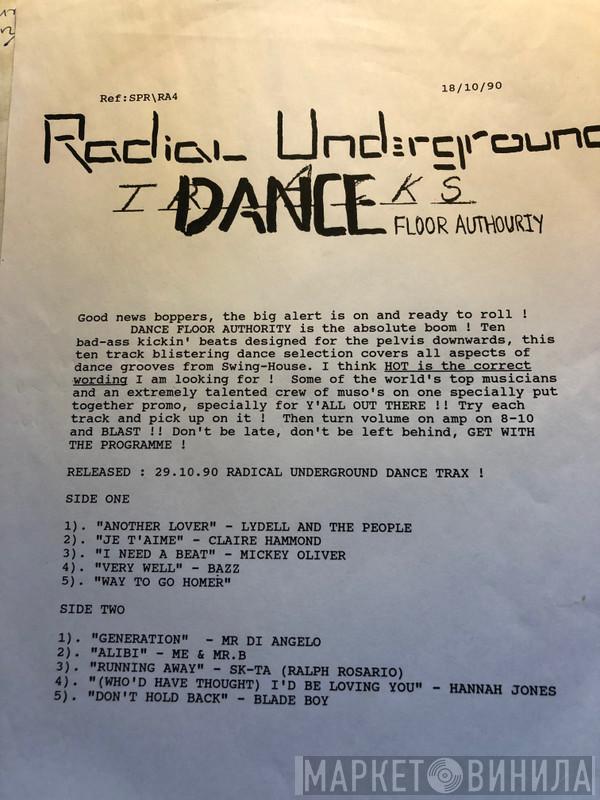 18/10/90
Ref:SPR\RA4
Radial Underground
DANCE
FLOOR AUTHOURIY
Good news boppers, the big alert is on and ready to roll !
DANCE FLOOR AUTHORITY is the absolute boom ! Ten
bad-ass kickin' beats designed for the pelvis downwards, this
ten track blistering dance selection covers all aspects of
dance grooves from Swing-House. I think HOT is the correct
wording I am looking for ! Some of the world's top musicians
and an extremely talented crew of muso's on one specially put
together promo, specially for Y'ALL OUT THERE !! Try each
track and pick up on it ! Then turn volume on amp on 8-10
and BLAST !! Don't be late, don't be left behind, GET WITH
THE PROGRAMME !
RELEASED : 29.10.90 RADICAL UNDERGROUND DANCE TRAX !
SIDE ONE
1). "ANOTHER LOVER" - LYDELL AND THE PEOPLE
2). "JE T'AIME" - CLAIRE HAMMOND
3). "I NEED A BEAT" - MICKEY OLIVER
4). "VERY WELL" - BAZZ
5). "WAY TO GO HOMER"
SIDE TWO
1). "GENERATION" - MR DI ANGELO
2). "ALIBI" - ME & MR.B
3). "RUNNING AWAY" - SK-TA (RALPH ROSARIO)
4). "(WHO'D HAVE THOUGHT) I'D BE LOVING YOU" - HANNAH JONES
5). "DON'T HOLD BACK" - BLADE BOY
МАРКЕТ ВИНИЛА